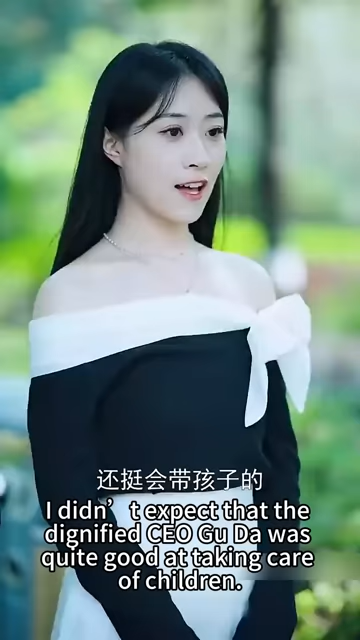 还挺会带孩子的
I didn't expect that the
dignified CEO Gu Da was
quite good at taking care
of children.